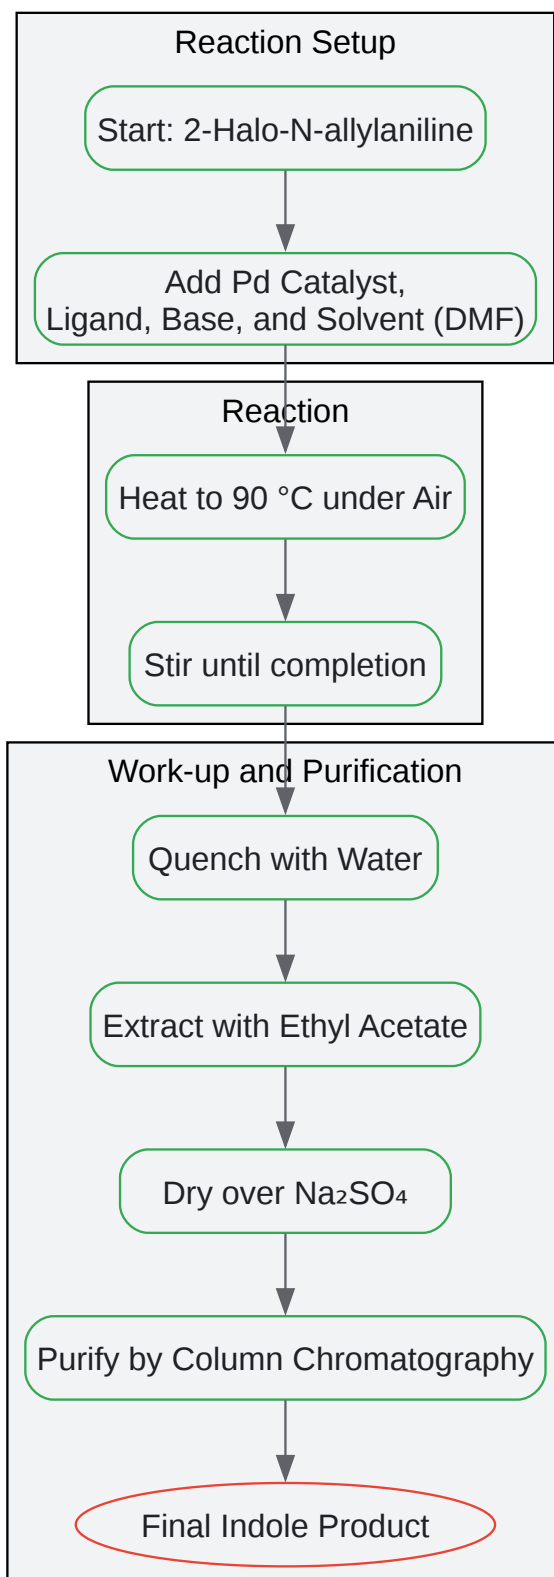 Reaction Setup
Start: 2-Halo-N-allylaniline
Add Pd Catalyst,
Ligand, Base, and Solvent (DMF)
Reaction
Heat to 90 °C under Air
Stir until completion
Work-up and Purification
Quench with Water
Extract with Ethyl Acetate
Dry over Na₂SO₄
Purify by Column Chromatography
Final Indole Product